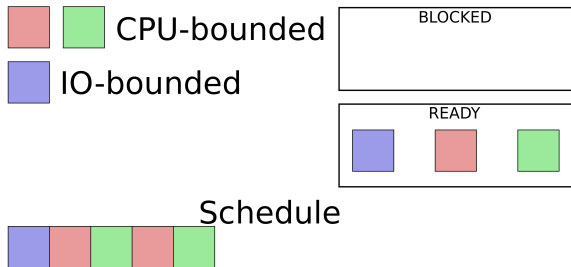 CPU-bounded
IO-bounded
BLOCKED
READY
Schedule